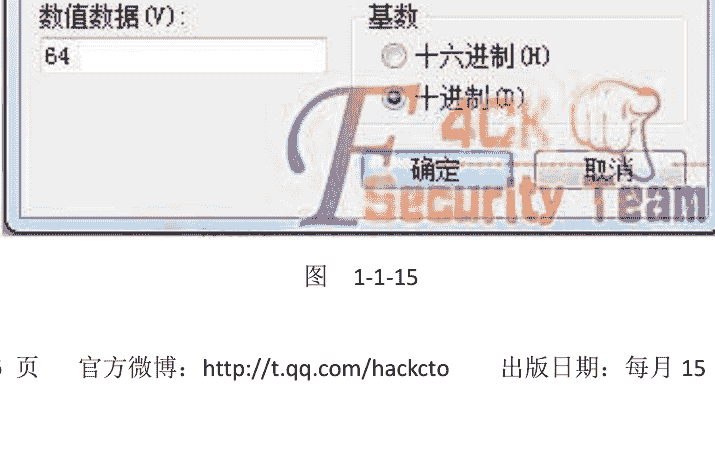 数值数据(V):
基数
64
十六进制(H)
十进制(D)
F4CK
确定
取消
Security Team
图 1-1-15
页 官方微博：http://t.qq.com/hackcto 出版日期：每月 15